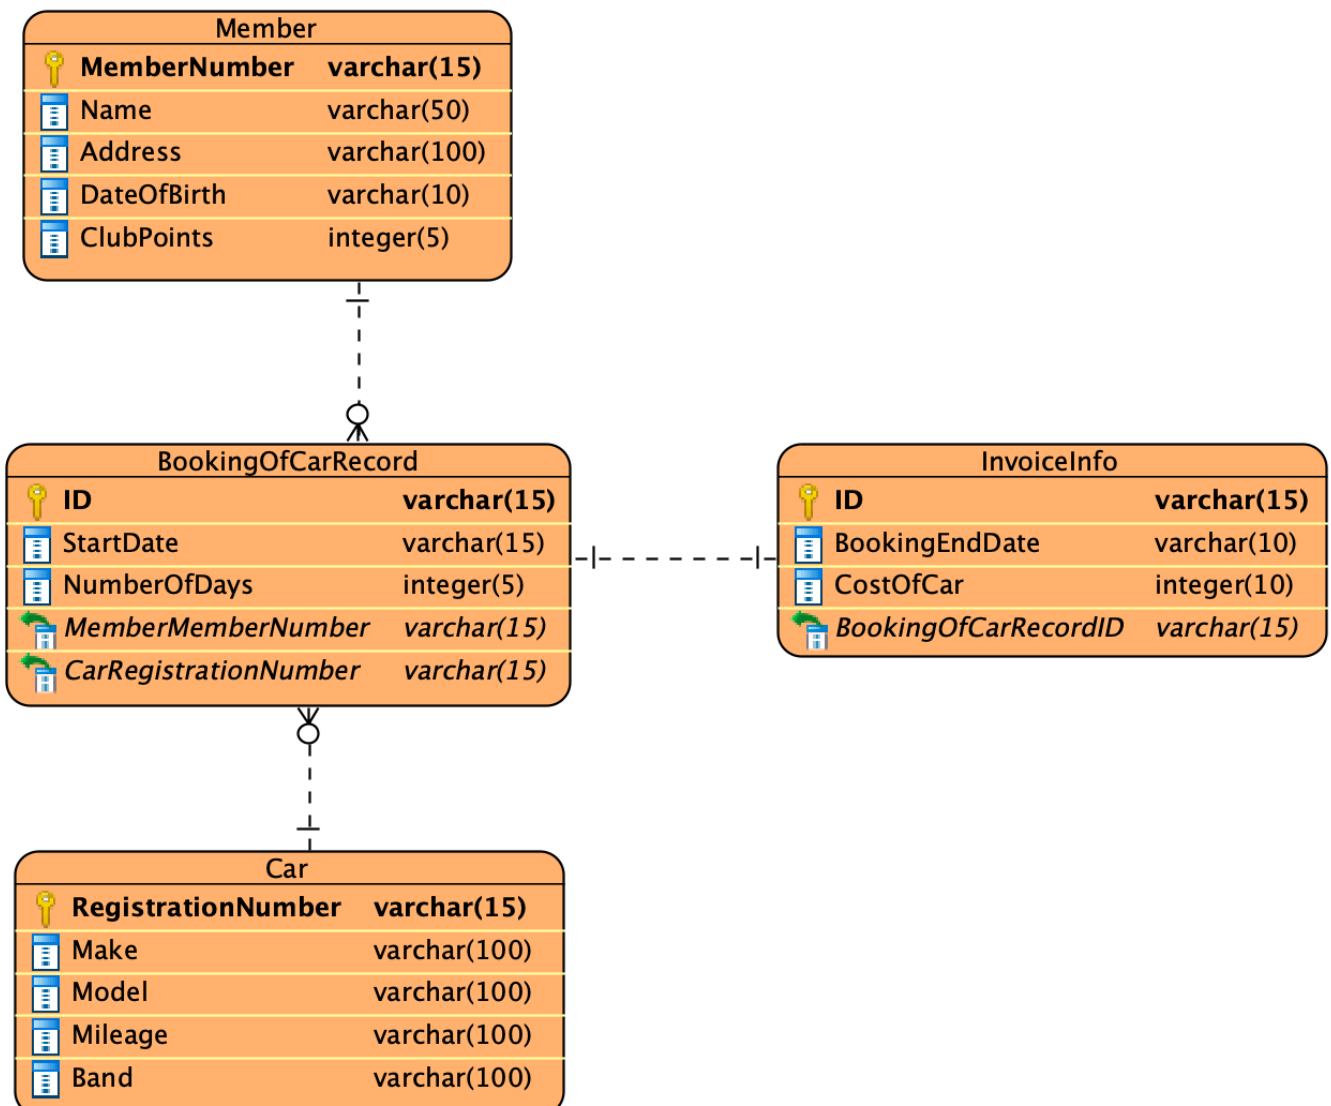 Member
MemberNumber varchar(15)
Name varchar(50)
Address varchar(100)
DateOfBirth varchar(10)
ClubPoints integer(5)
BookingOfCarRecord
ID varchar(15)
StartDate varchar(15)
NumberOfDays integer(5)
MemberMemberNumber varchar(15)
CarRegistrationNumber varchar(15)
InvoiceInfo
ID varchar(15)
BookingEndDate varchar(10)
CostOfCar integer(10)
BookingOfCarRecordID varchar(15)
Car
RegistrationNumber varchar(15)
Make varchar(100)
Model varchar(100)
Mileage varchar(100)
Band varchar(100)